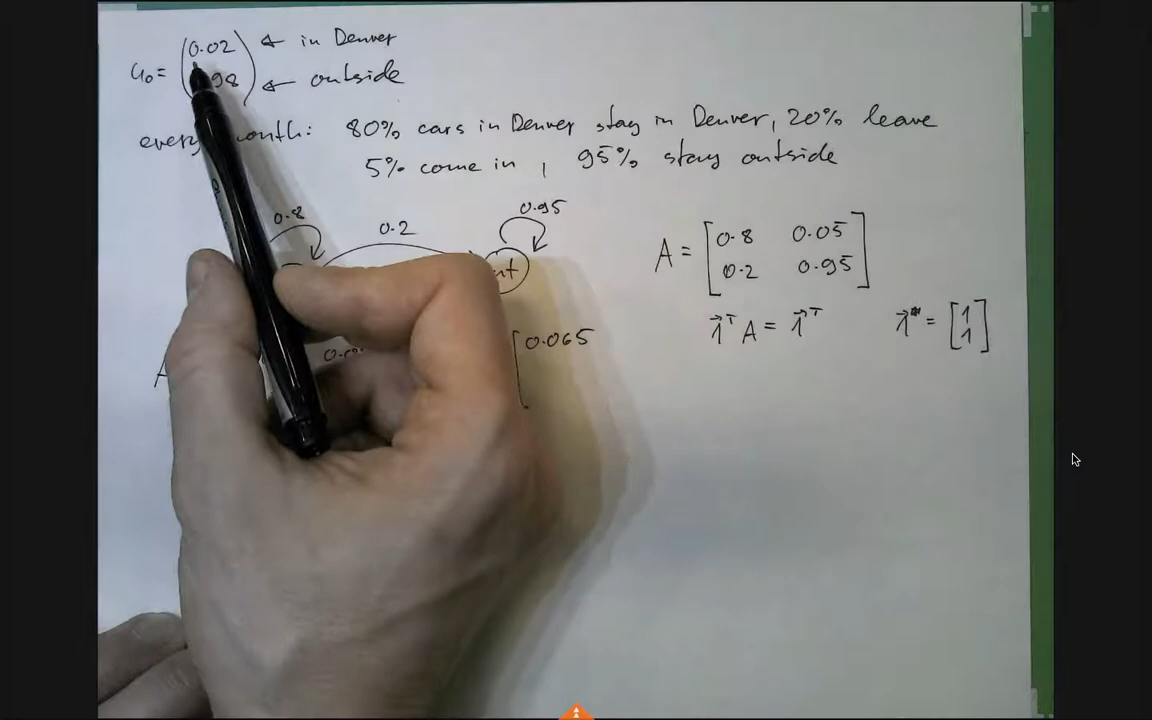 u₀ = (0.02 ← in Denver
98) ← outside
every month: 80% cars in Denver stay in Denver, 20% leave
5% come in, 95% stay outside
0.8 0.2 0.95
A = [0.8 0.05
0.2 0.95]
[0.065
1⃗ᵀ A = 1⃗ᵀ 1⃗ = [1
1]
A